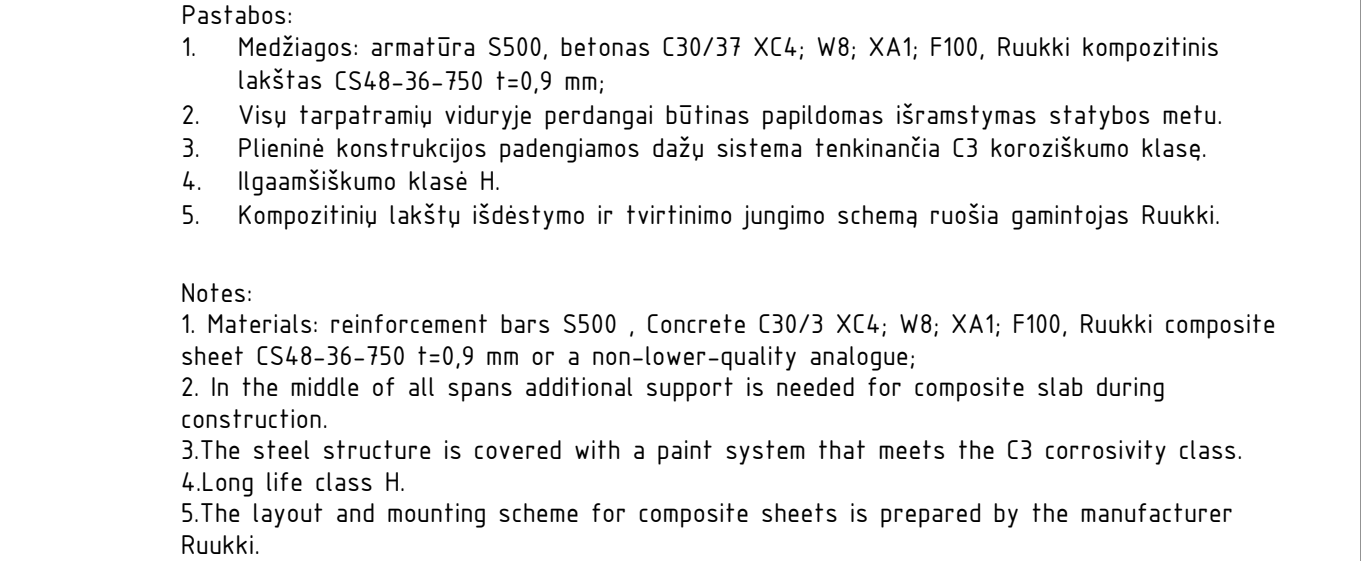 Pastabos:
1. Medžiagos: armatūra S500, betonas C30/37 XC4; W8; XA1; F100, Ruukki kompozitinis
lakštas CS48-36-750 t=0,9 mm;
2. Visų tarpatramių viduryje perdangai būtinas papildomas išramstymas statybos metu.
3. Plieninė konstrukcijos padengiamos dažų sistema tenkinančia C3 koroziškumo klasę.
4. Ilgaamšiškumo klasė H.
5. Kompozitinių lakštų išdėstymo ir tvirtinimo jungimo schemą ruošia gamintojas Ruukki.
Notes:
1. Materials: reinforcement bars S500 , Concrete C30/3 XC4; W8; XA1; F100, Ruukki composite
sheet CS48-36-750 t=0,9 mm or a non-lower-quality analogue;
2. In the middle of all spans additional support is needed for composite slab during
construction.
3.The steel structure is covered with a paint system that meets the C3 corrosivity class.
4.Long life class H.
5.The layout and mounting scheme for composite sheets is prepared by the manufacturer
Ruukki.